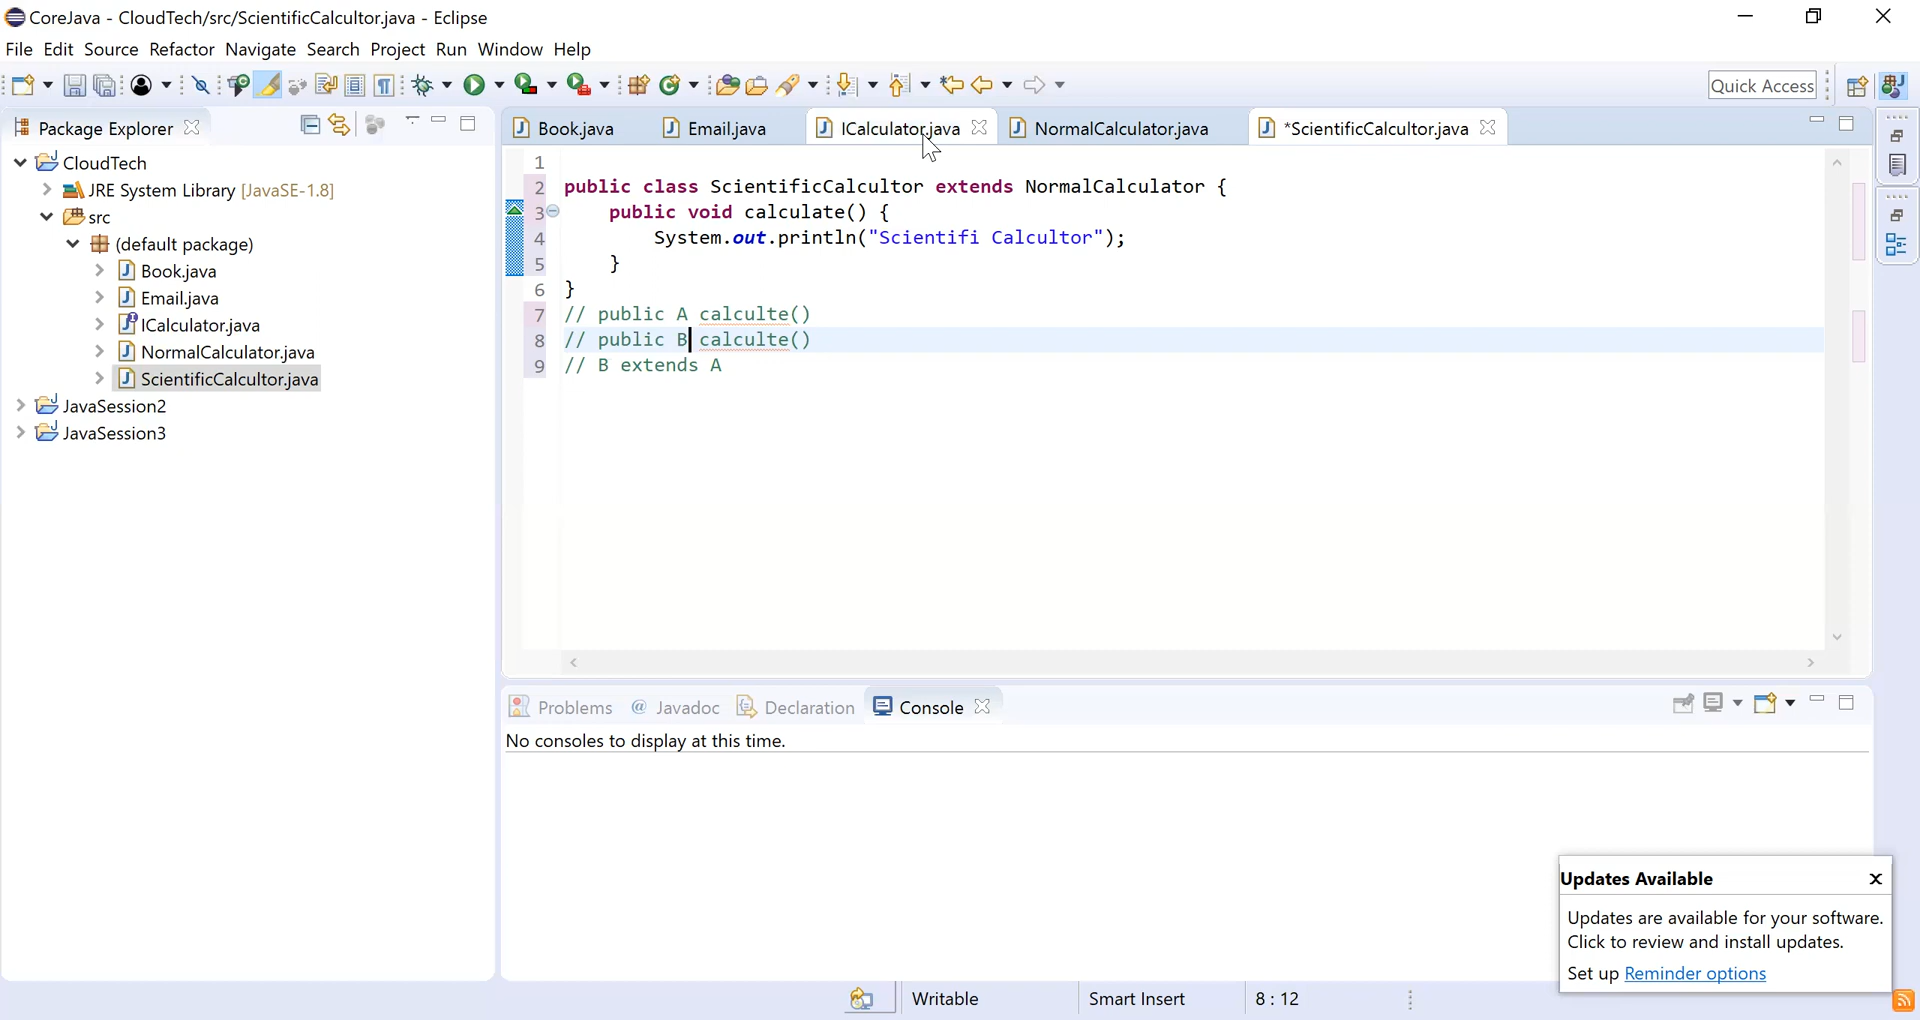 CoreJava - CloudTech/src/ScientificCalcultor.java - Eclipse
File Edit Source Refactor Navigate Search Project Run Window Help
Quick Access
Package Explorer
Book.java Email.java ICalculator.java NormalCalculator.java *ScientificCalcultor.java
CloudTech
JRE System Library [JavaSE-1.8]
src
(default package)
Book.java
Email.java
ICalculator.java
NormalCalculator.java
ScientificCalcultor.java
JavaSession2
JavaSession3
1
2 public class ScientificCalcultor extends NormalCalculator {
3 public void calculate() {
4 System.out.println("Scientifi Calcultor");
5 }
6 }
7 // public A calculte()
8 // public B calculte()
9 // B extends A
Problems @ Javadoc Declaration Console
No consoles to display at this time.
Updates Available
Updates are available for your software.
Click to review and install updates.
Set up Reminder options
Writable Smart Insert 8 : 12